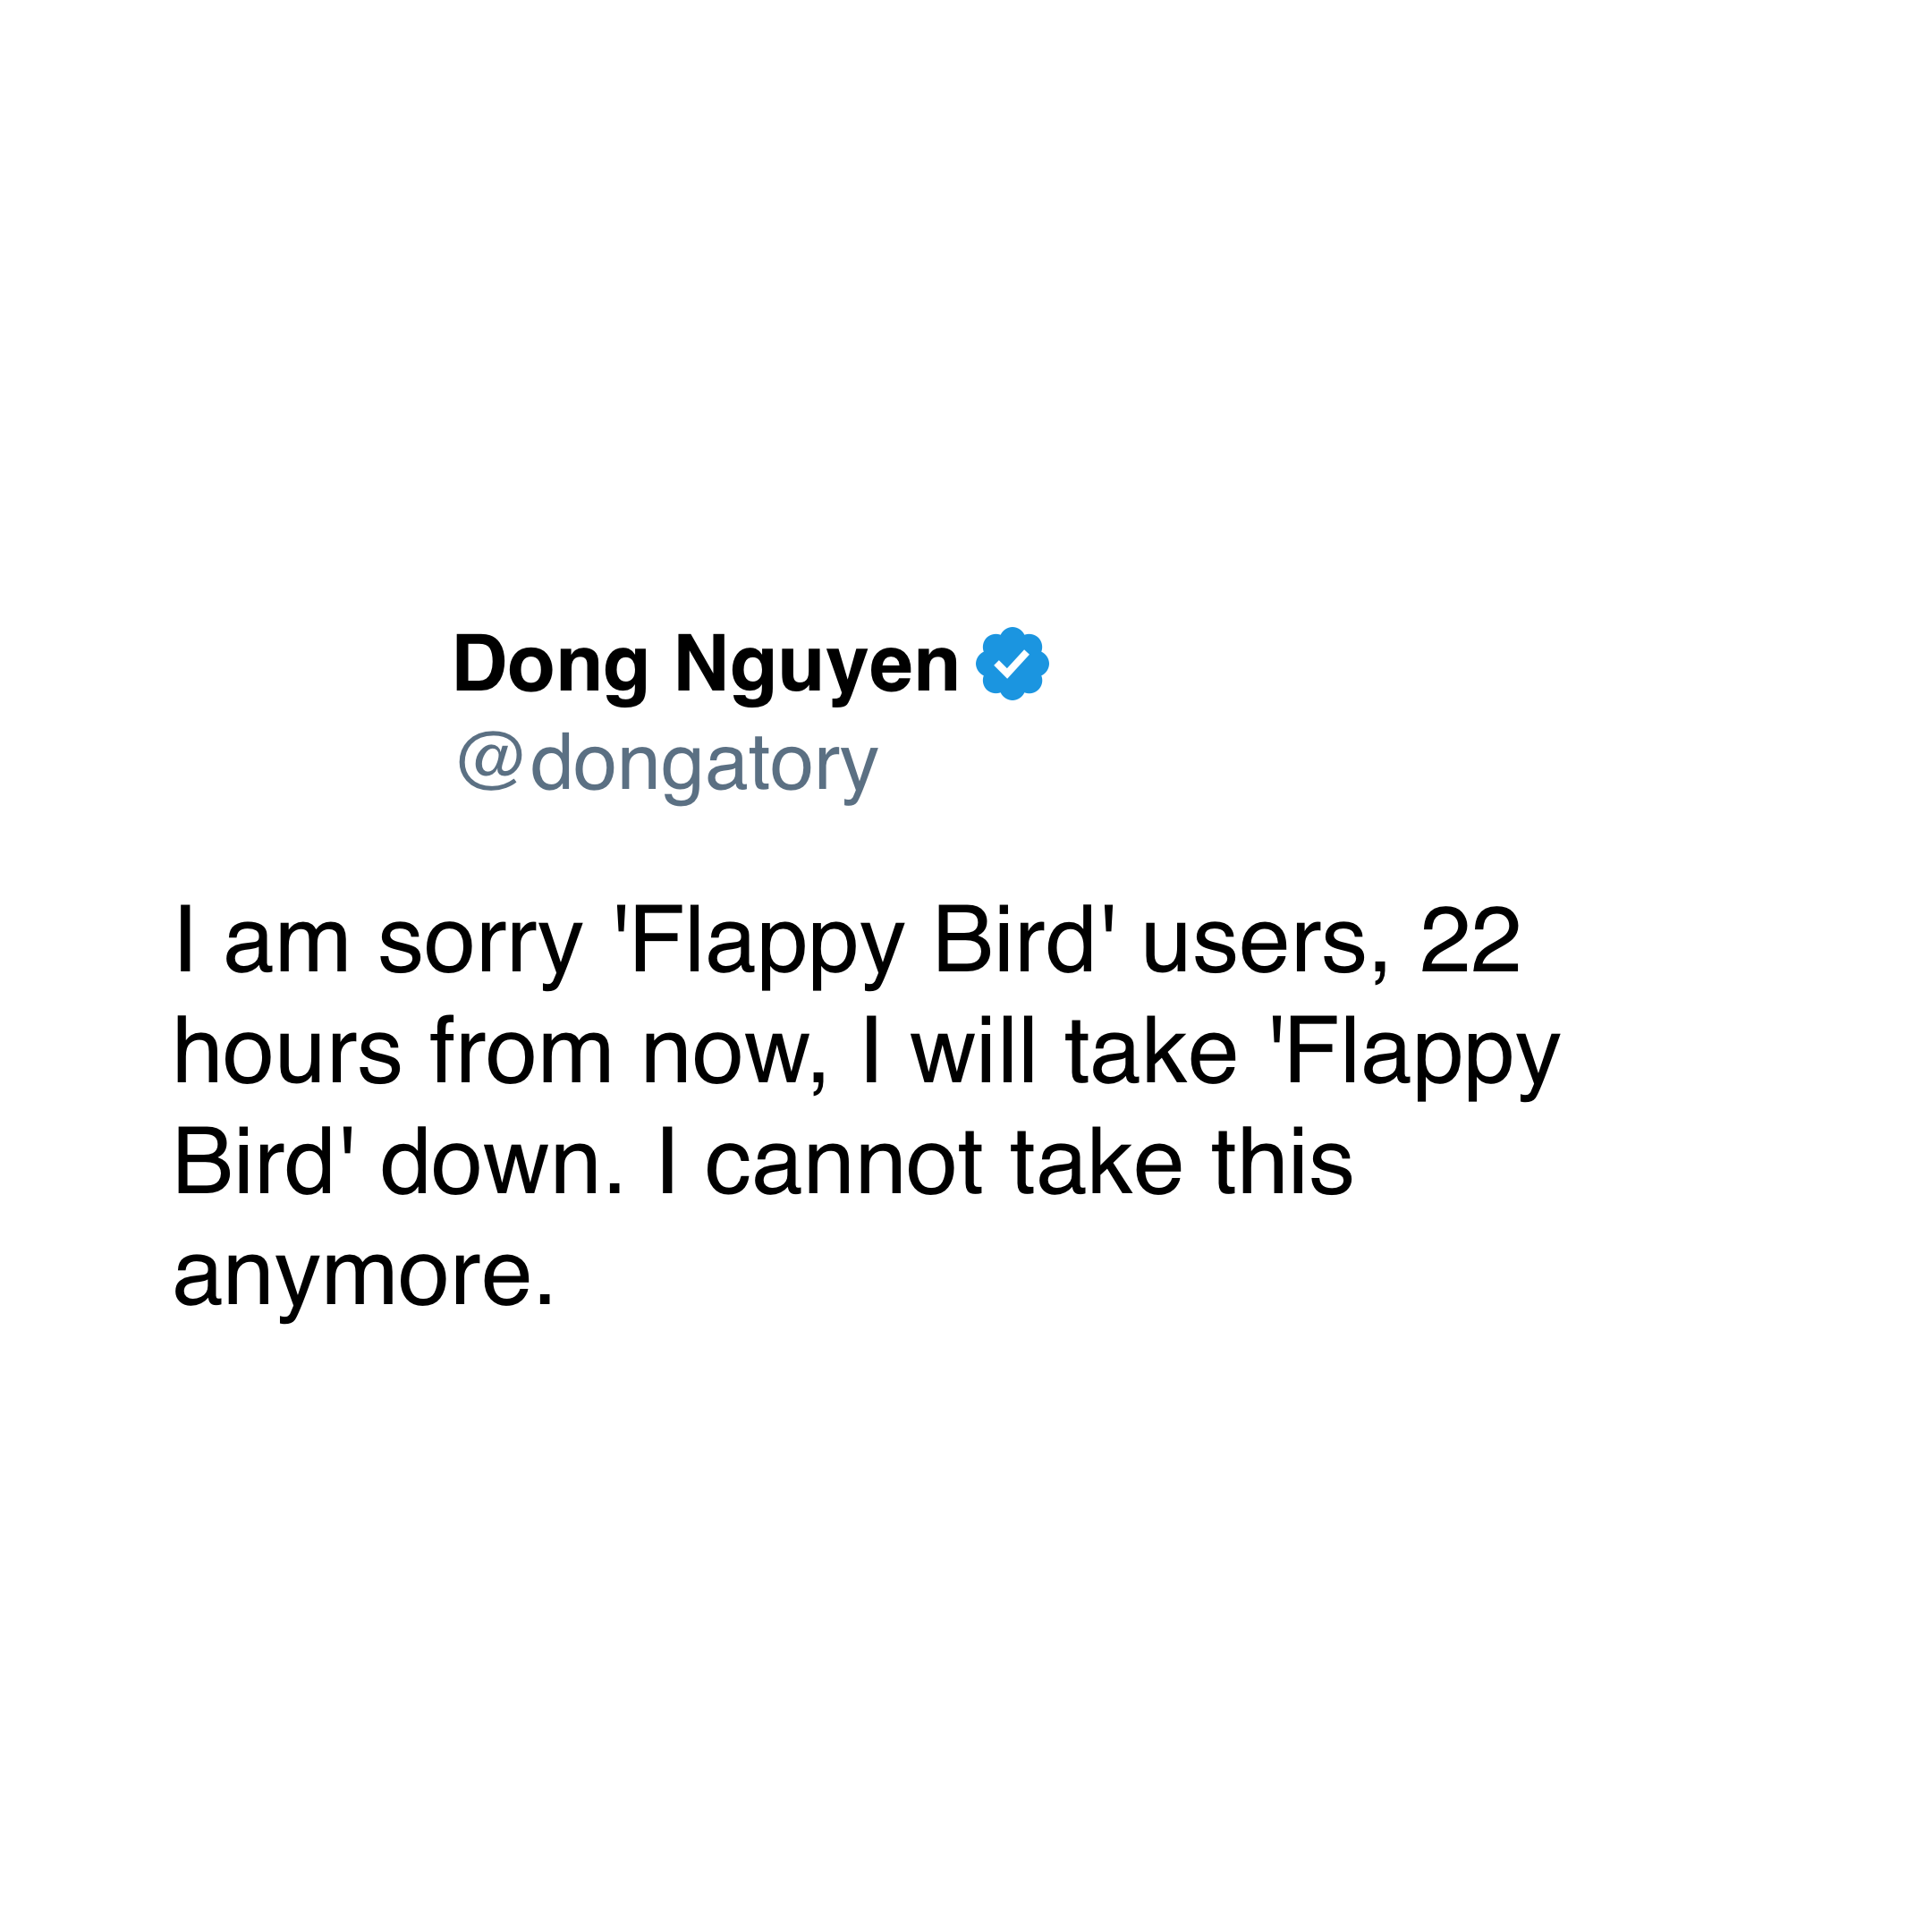 Dong Nguyen
@dongatory
I am sorry 'Flappy Bird' users, 22
hours from now, I will take 'Flappy
Bird' down. I cannot take this
anymore.